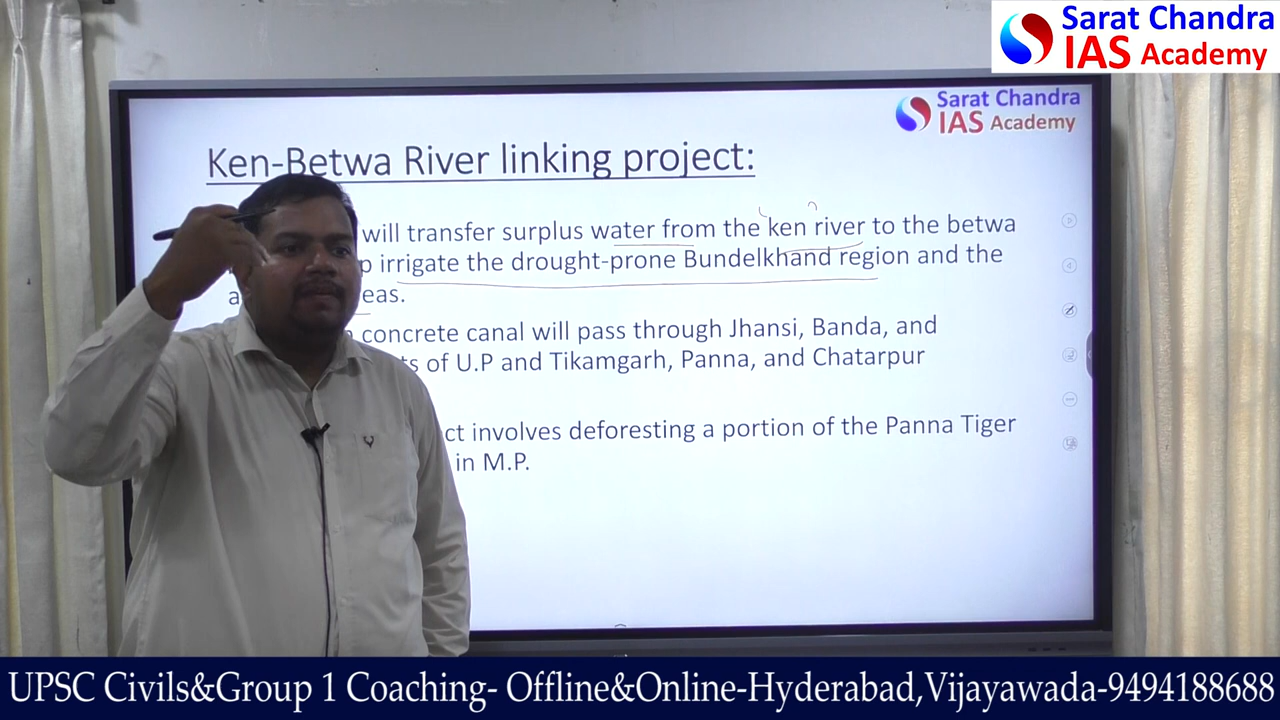 Sarat Chandra
IAS Academy
Sarat Chandra
IAS Academy
Ken-Betwa River linking project:
will transfer surplus water from the ken river to the betwa
irrigate the drought-prone Bundelkhand region and the
concrete canal will pass through Jhansi, Banda, and
of U.P and Tikamgarh, Panna, and Chatarpur
involves deforesting a portion of the Panna Tiger
in M.P.
UPSC Civils&Group 1 Coaching- Offline&Online-Hyderabad,Vijayawada-9494188688